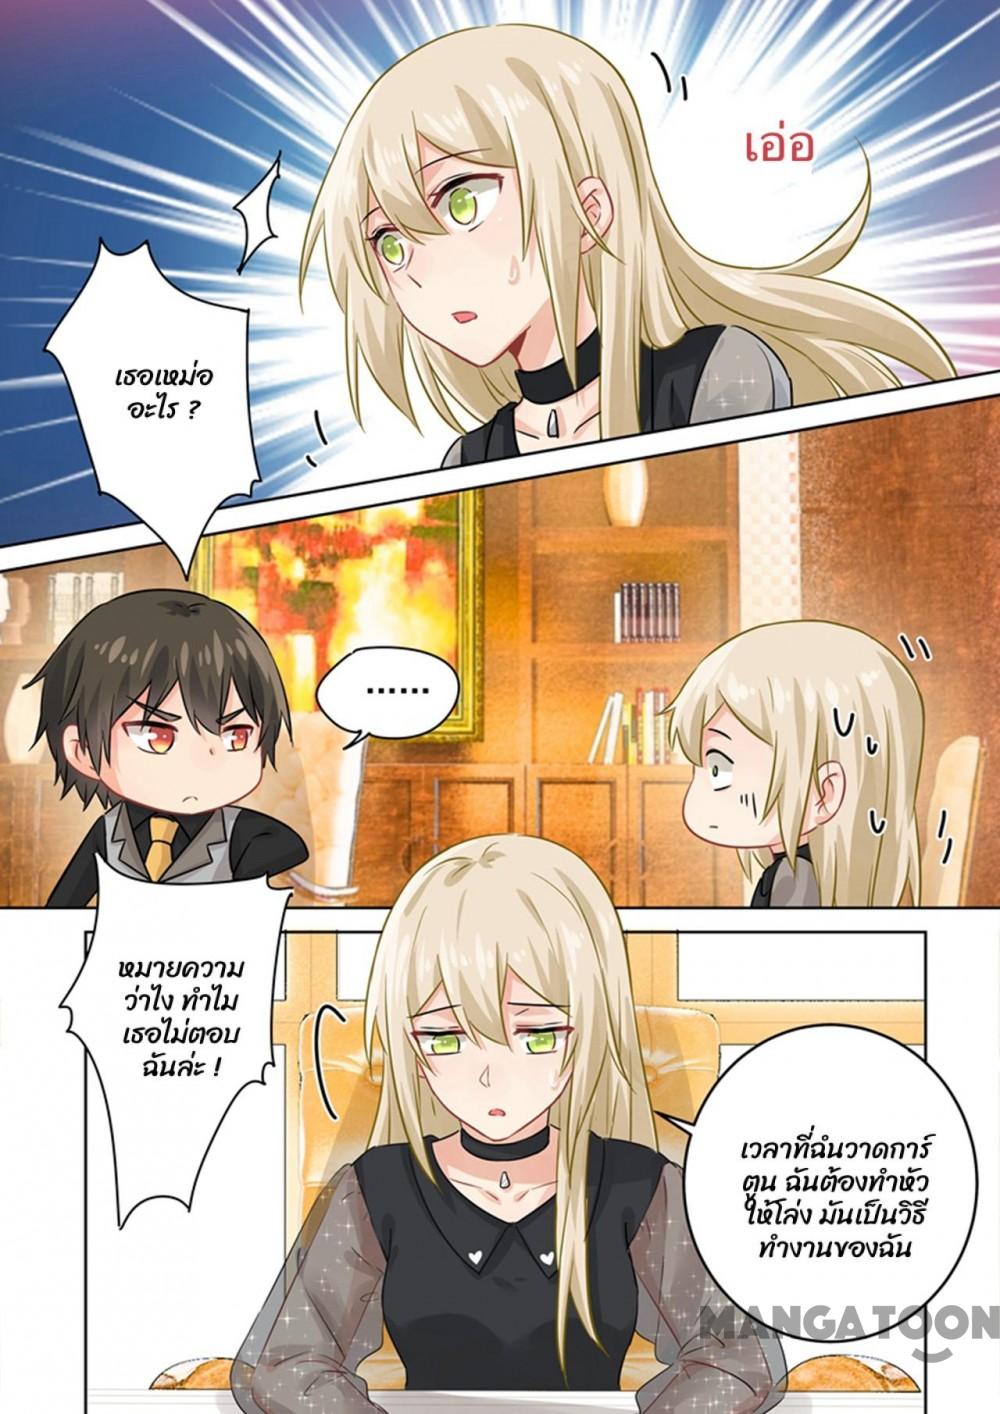 เอ่อ
เธอเหม่อ
อะไร ?
.......
หมายความ
ว่าไง ทำไม
เธอไม่ตอบ
ฉันล่ะ !
เวลาที่ฉันวาดการ์
ตูน ฉันต้องทำหัว
ให้โล่ง มันเป็นวิธี
ทำงานของฉัน
MANGATOON